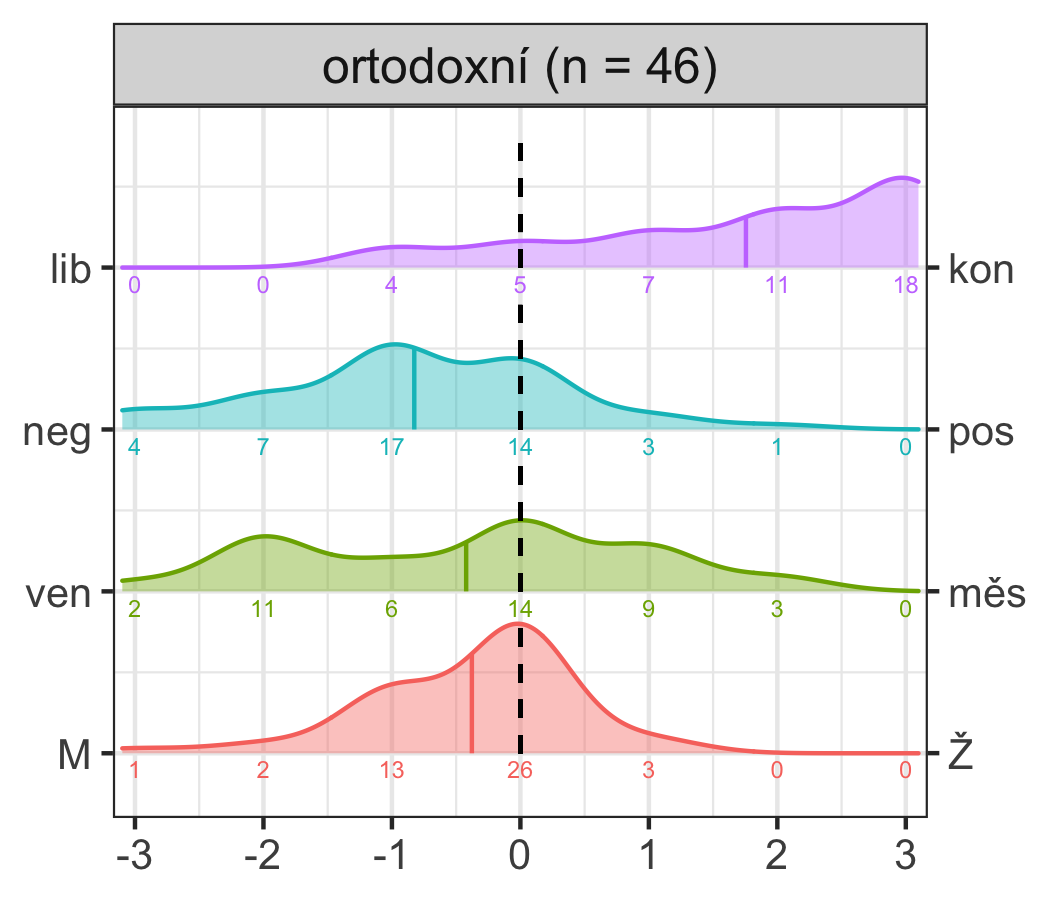 ortodoxní (n = 46)
lib kon
0 0 4 5 7 11 18
neg pos
4 7 17 14 3 1 0
ven měs
2 11 6 14 9 3 0
M Ž
1 2 13 26 3 0 0
-3 -2 -1 0 1 2 3